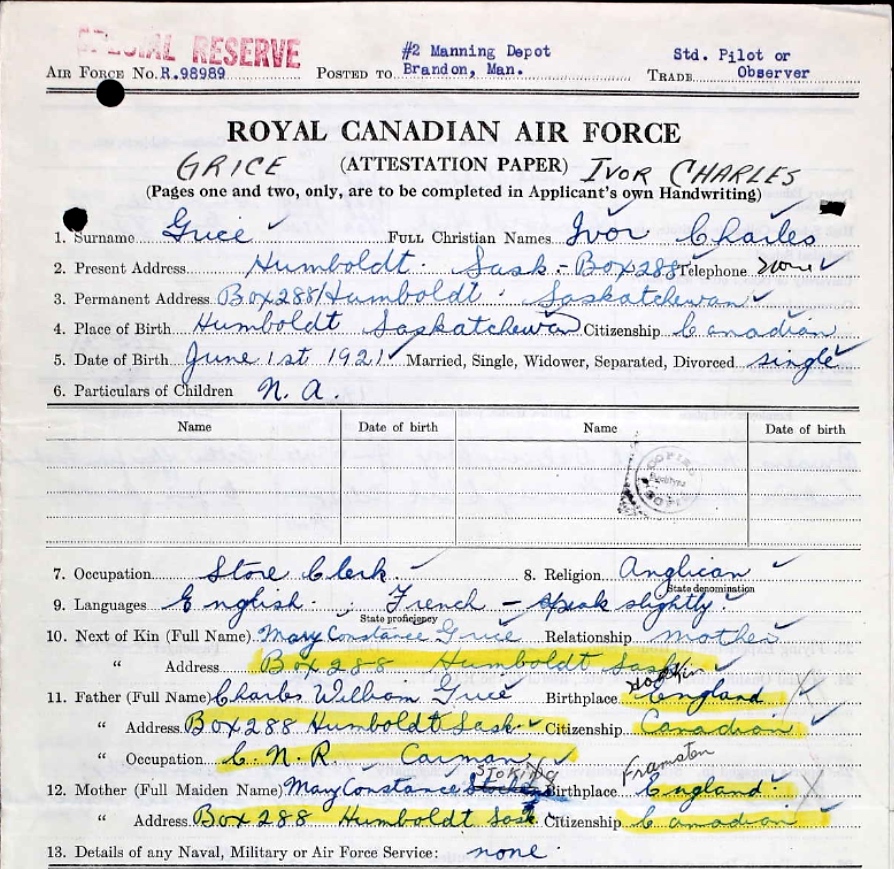 SPECIAL RESERVE
AIR FORCE NO. R.98989 POSTED TO #2 Manning Depot Brandon, Man. TRADE Std. Pilot or Observer
ROYAL CANADIAN AIR FORCE
GRICE (ATTESTATION PAPER) IVOR CHARLES
(Pages one and two, only, are to be completed in Applicant's own Handwriting)
1. Surname Grice FULL Christian Names Ivor Charles
2. Present Address Humboldt Sask - Box 288 Telephone none
3. Permanent Address Box 288 / Humboldt Saskatchewan
4. Place of Birth Humboldt Saskatchewan Citizenship Canadian
5. Date of Birth June 1st 1921 Married, Single, Widower, Separated, Divorced single
6. Particulars of Children N. A.
Name Date of birth Name Date of birth
7. Occupation Store Clerk 8. Religion Anglican
State denomination
9. Languages English. French - speak slightly.
State proficiency
10. Next of Kin (Full Name) Mary Constance Grice Relationship mother
" Address Box 288 Humboldt Sask
11. Father (Full Name) Charles William Grice Birthplace England
" Address Box 288 Humboldt Sask. Citizenship Canadian
" Occupation C. N. R. Carman
STOKING Framsten
12. Mother (Full Maiden Name) Mary Constance Birthplace England.
" Address Box 288 Humboldt Sask. Citizenship Canadian
13. Details of any Naval, Military or Air Force Service: none